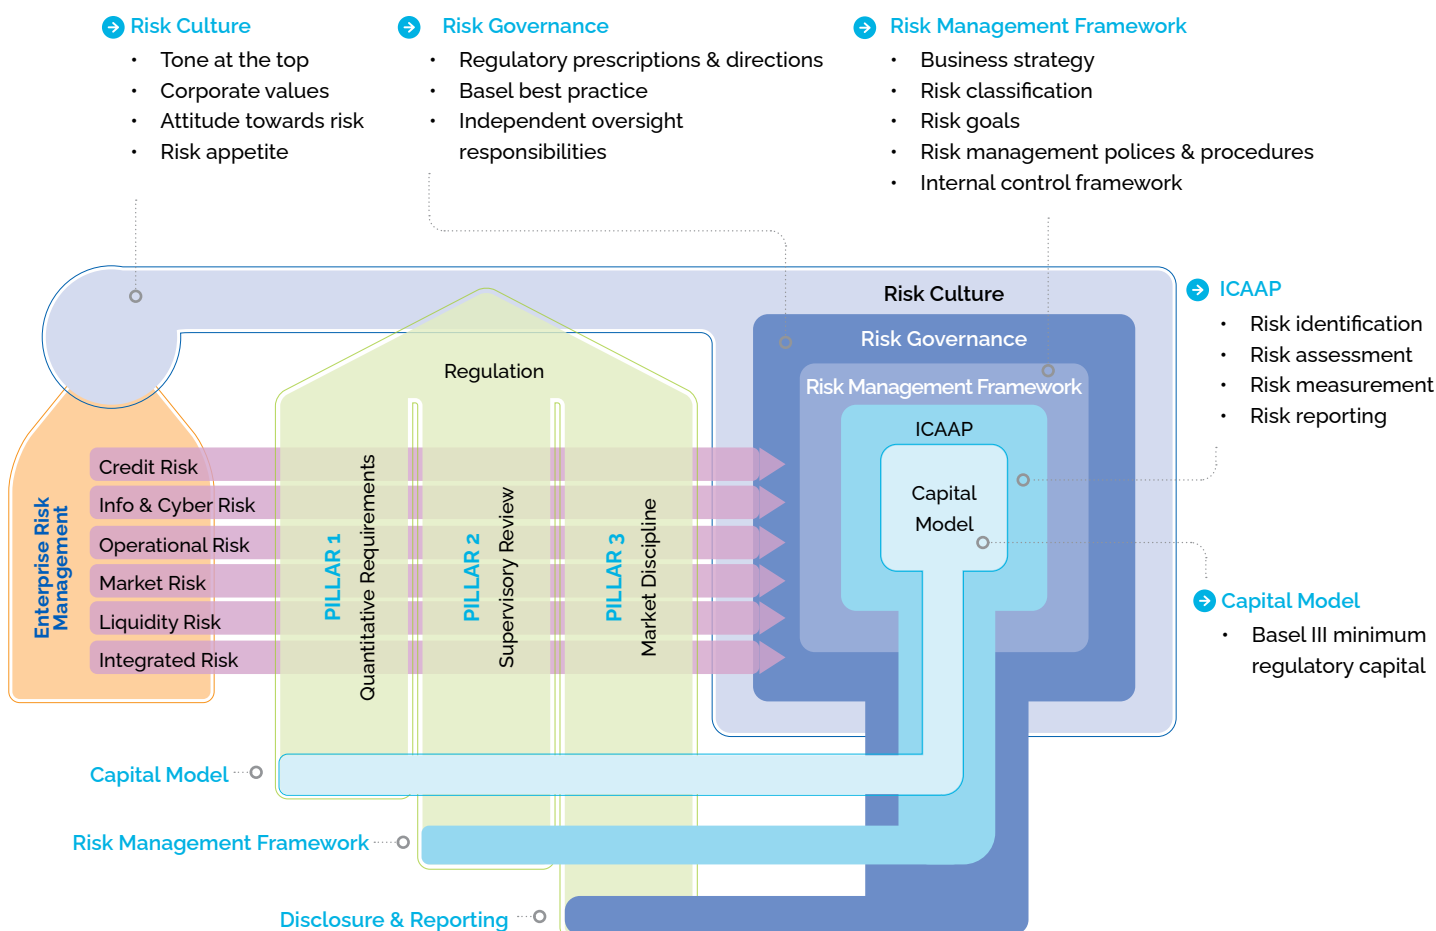 Risk Culture
• Tone at the top
• Corporate values
• Attitude towards risk
• Risk appetite
Risk Governance
• Regulatory prescriptions & directions
• Basel best practice
• Independent oversight
responsibilities
Risk Management Framework
• Business strategy
• Risk classification
• Risk goals
• Risk management polices & procedures
• Internal control framework
ICAAP
• Risk identification
• Risk assessment
• Risk measurement
• Risk reporting
Capital Model
• Basel III minimum
regulatory capital
Enterprise Risk
Management
Credit Risk
Info & Cyber Risk
Operational Risk
Market Risk
Liquidity Risk
Integrated Risk
Regulation
PILLAR 1
Quantitative Requirements
PILLAR 2
Supervisory Review
PILLAR 3
Market Discipline
Risk Culture
Risk Governance
Risk Management Framework
ICAAP
Capital
Model
Capital Model
Risk Management Framework
Disclosure & Reporting